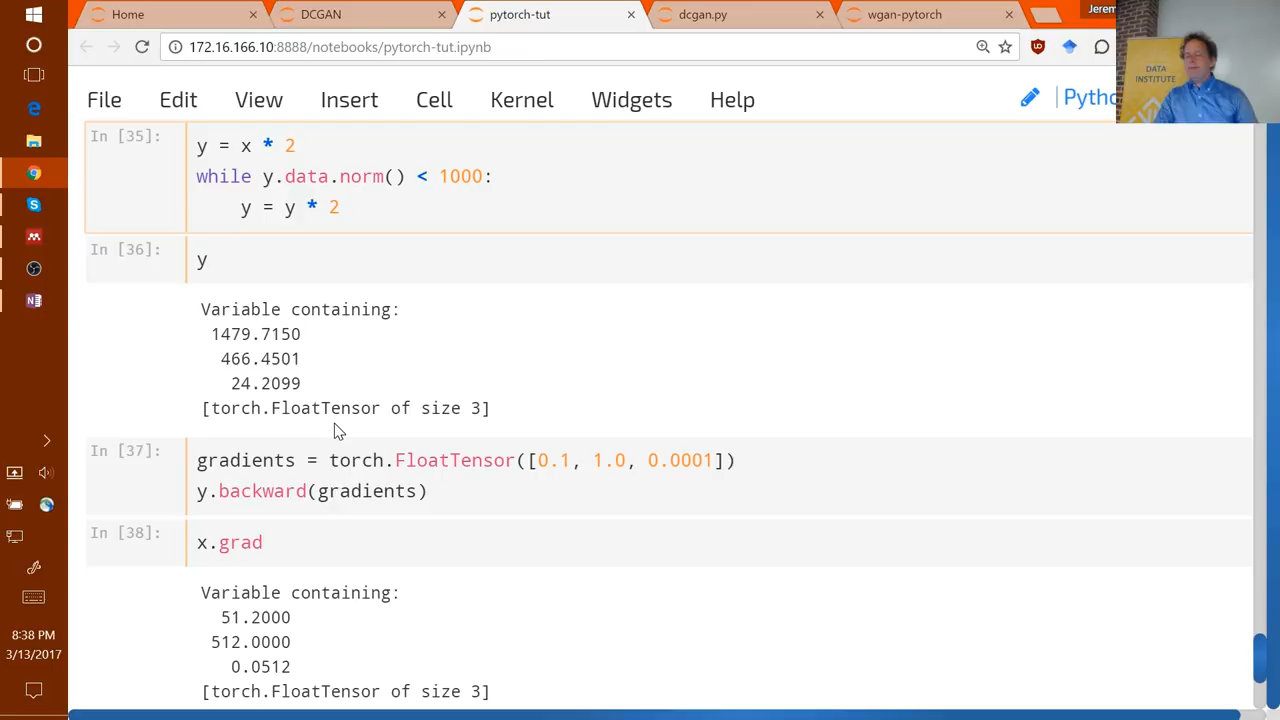 Home
DCGAN
pytorch-tut
dcgan.py
wgan-pytorch
Jerem
172.16.166.10:8888/notebooks/pytorch-tut.ipynb
DATA
INSTITUTE
File Edit View Insert Cell Kernel Widgets Help
Pytho
In [35]:
y = x * 2
while y.data.norm() < 1000:
y = y * 2
In [36]:
y
Variable containing:
1479.7150
466.4501
24.2099
[torch.FloatTensor of size 3]
In [37]:
gradients = torch.FloatTensor([0.1, 1.0, 0.0001])
y.backward(gradients)
In [38]:
x.grad
Variable containing:
51.2000
512.0000
0.0512
[torch.FloatTensor of size 3]
8:38 PM
3/13/2017